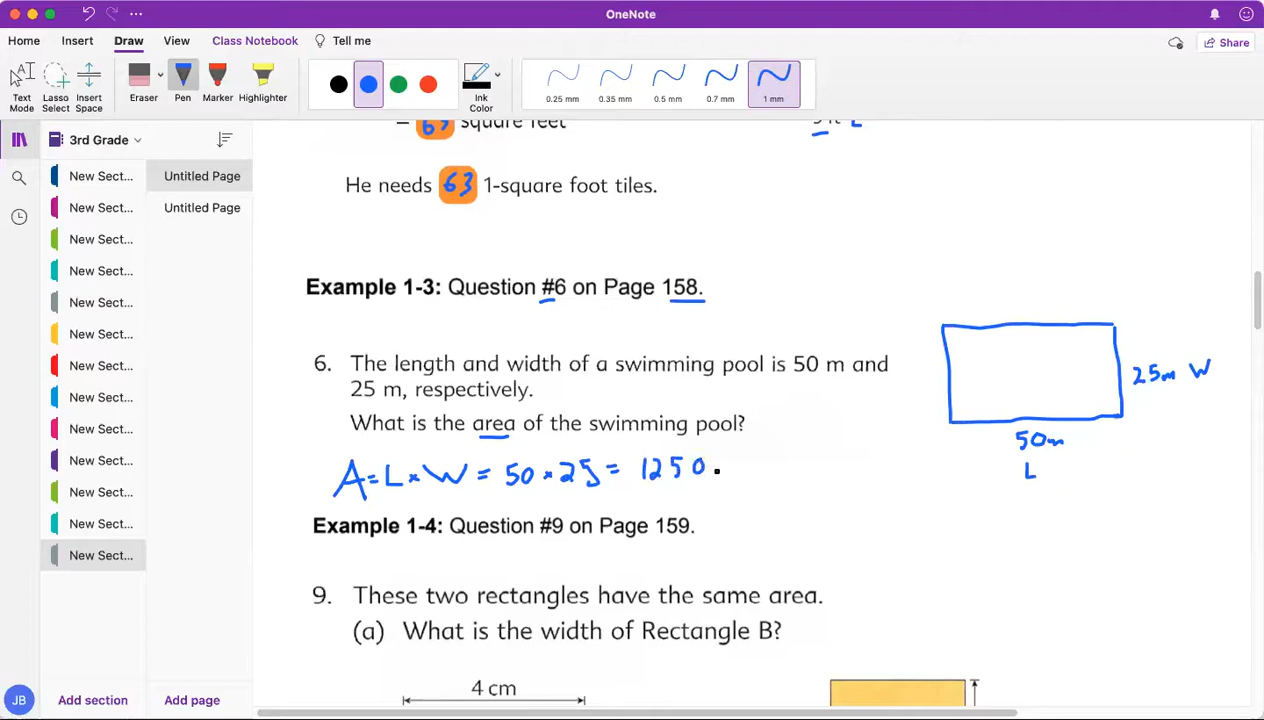 OneNote
Home Insert Draw View Class Notebook Tell me
Share
Text Mode
Lasso Select
Insert Space
Eraser
Pen
Marker
Highlighter
Ink Color
0.25 mm 0.35 mm 0.5 mm 0.7 mm 1 mm
3rd Grade
New Sect...
New Sect...
New Sect...
New Sect...
New Sect...
New Sect...
New Sect...
New Sect...
New Sect...
New Sect...
New Sect...
New Sect...
New Sect...
Untitled Page
Untitled Page
JB Add section Add page
= 63 square feet
He needs 63 1-square foot tiles.
Example 1-3: Question #6 on Page 158.
6. The length and width of a swimming pool is 50 m and
25 m, respectively.
What is the area of the swimming pool?
25m W
50m
L
A = L × W = 50 × 25 = 1250
Example 1-4: Question #9 on Page 159.
9. These two rectangles have the same area.
(a) What is the width of Rectangle B?
4 cm